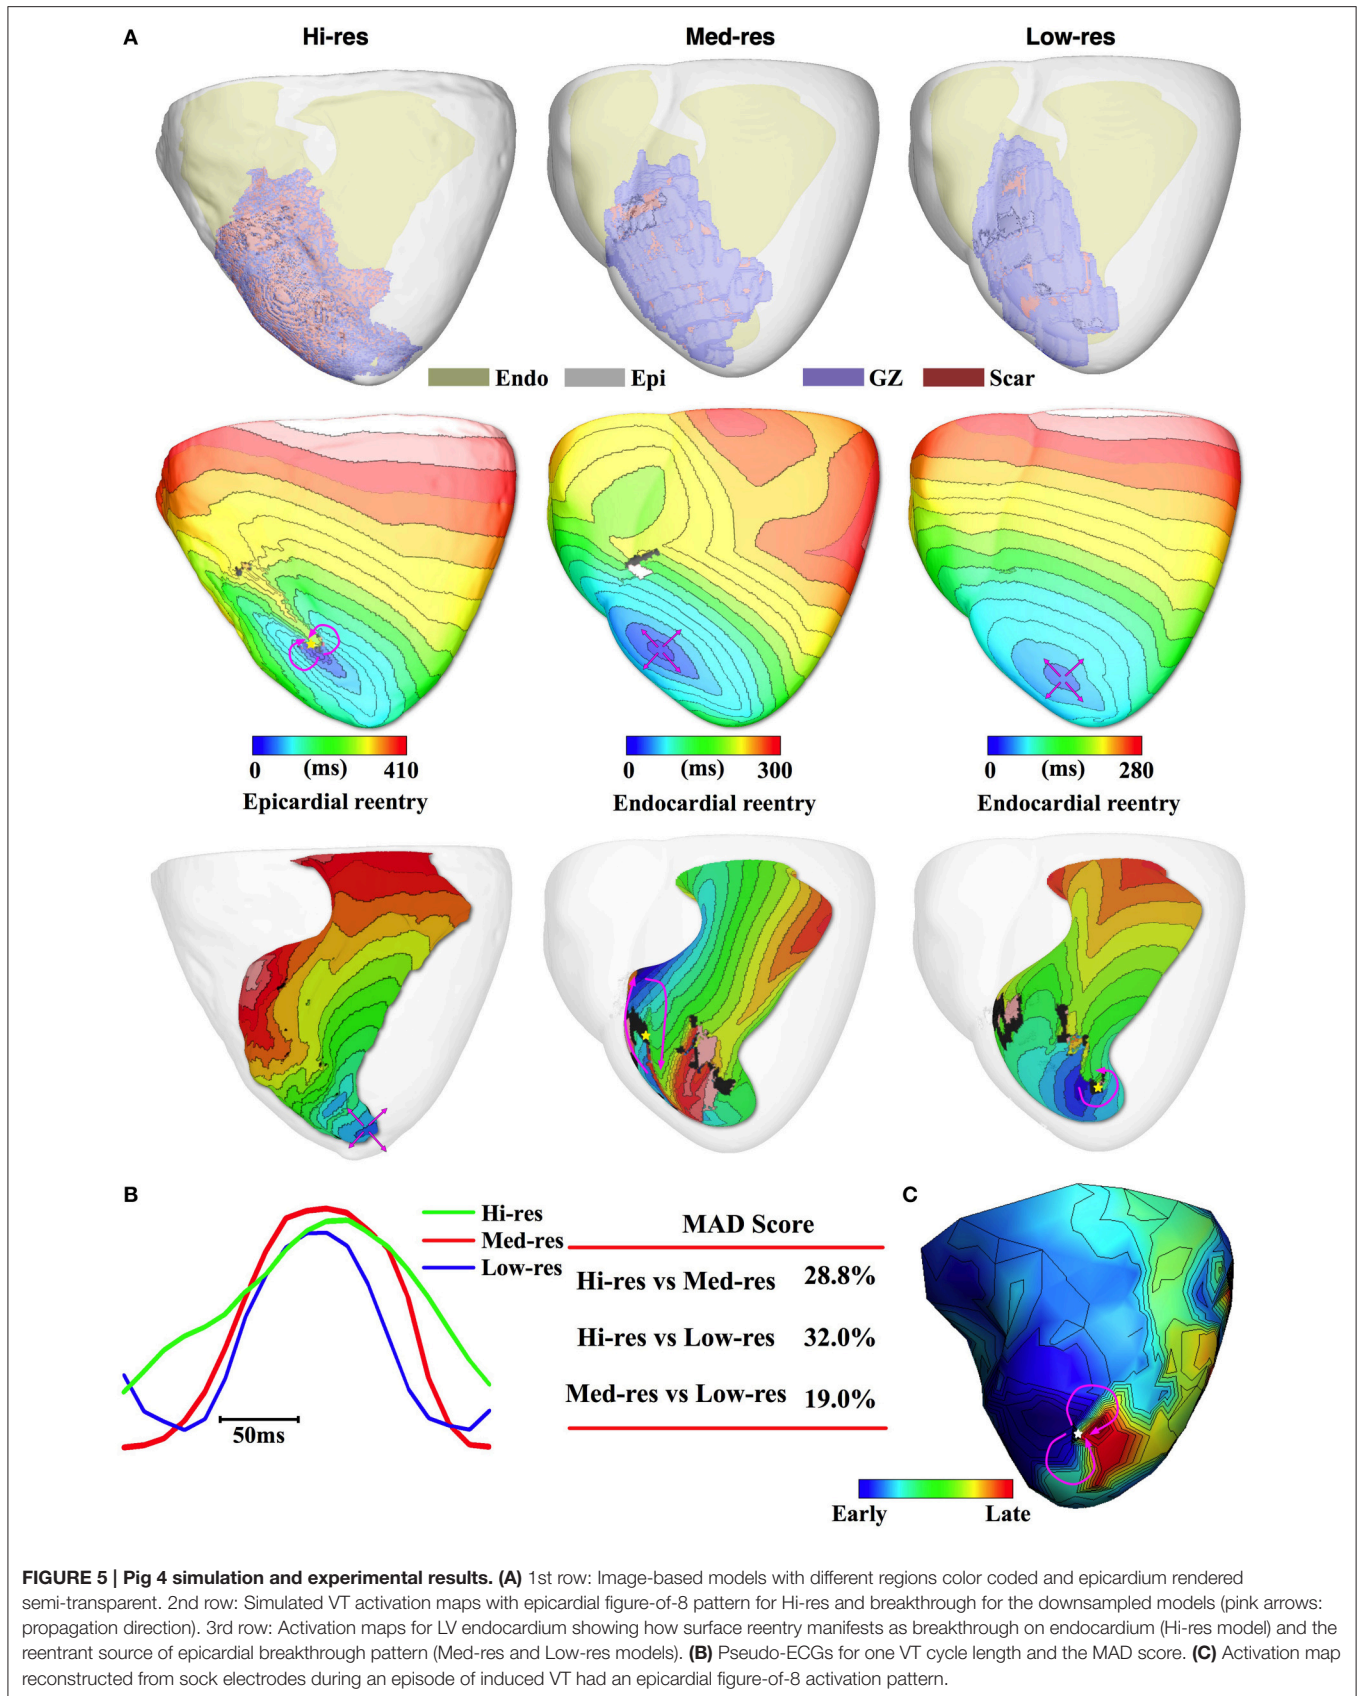 A
Hi-res Med-res Low-res
Endo Epi GZ Scar
0 (ms) 410 0 (ms) 300 0 (ms) 280
Epicardial reentry Endocardial reentry Endocardial reentry
B
Hi-res
Med-res
Low-res
50ms
MAD Score
Hi-res vs Med-res 28.8%
Hi-res vs Low-res 32.0%
Med-res vs Low-res 19.0%
C
Early Late
FIGURE 5 | Pig 4 simulation and experimental results. (A) 1st row: Image-based models with different regions color coded and epicardium rendered
semi-transparent. 2nd row: Simulated VT activation maps with epicardial figure-of-8 pattern for Hi-res and breakthrough for the downsampled models (pink arrows:
propagation direction). 3rd row: Activation maps for LV endocardium showing how surface reentry manifests as breakthrough on endocardium (Hi-res model) and the
reentrant source of epicardial breakthrough pattern (Med-res and Low-res models). (B) Pseudo-ECGs for one VT cycle length and the MAD score. (C) Activation map
reconstructed from sock electrodes during an episode of induced VT had an epicardial figure-of-8 activation pattern.